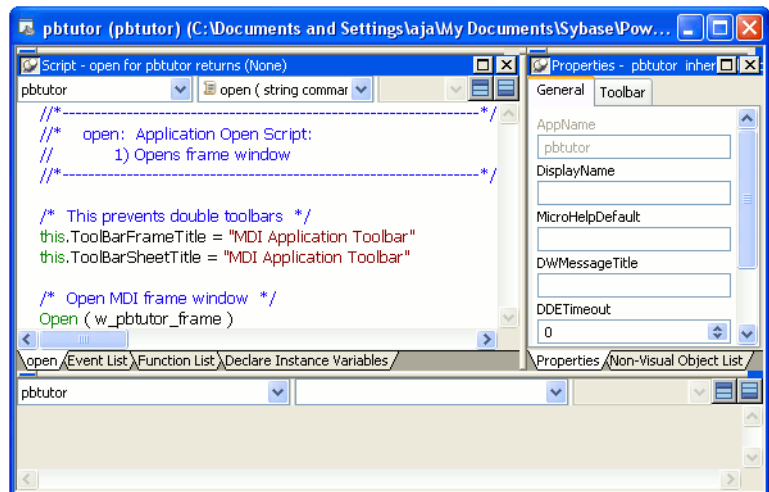 pbtutor (pbtutor) (C:\Documents and Settings\aja\My Documents\Sybase\Pow...
Script - open for pbtutor returns (None)
pbtutor
open ( string commar
//*---------------------------------------------------------------*/
//* open: Application Open Script:
// 1) Opens frame window
//*---------------------------------------------------------------*/
/* This prevents double toolbars */
this.ToolBarFrameTitle = "MDI Application Toolbar"
this.ToolBarSheetTitle = "MDI Application Toolbar"
/* Open MDI frame window */
Open ( w_pbtutor_frame )
open Event List Function List Declare Instance Variables
Properties - pbtutor inher
General Toolbar
AppName
pbtutor
DisplayName
MicroHelpDefault
DWMessageTitle
DDETimeout
0
Properties Non-Visual Object List
pbtutor